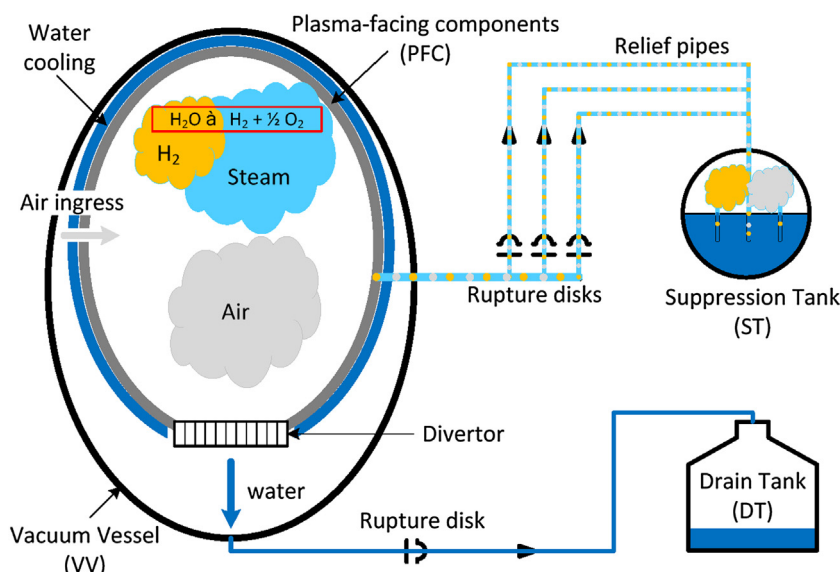 Water
cooling
Plasma-facing components
(PFC)
Relief pipes
H₂O à H₂ + ½ O₂
H₂
Steam
Air ingress
Air
Rupture disks
Suppression Tank
(ST)
Divertor
water
Drain Tank
(DT)
Rupture disk
Vacuum Vessel
(VV)